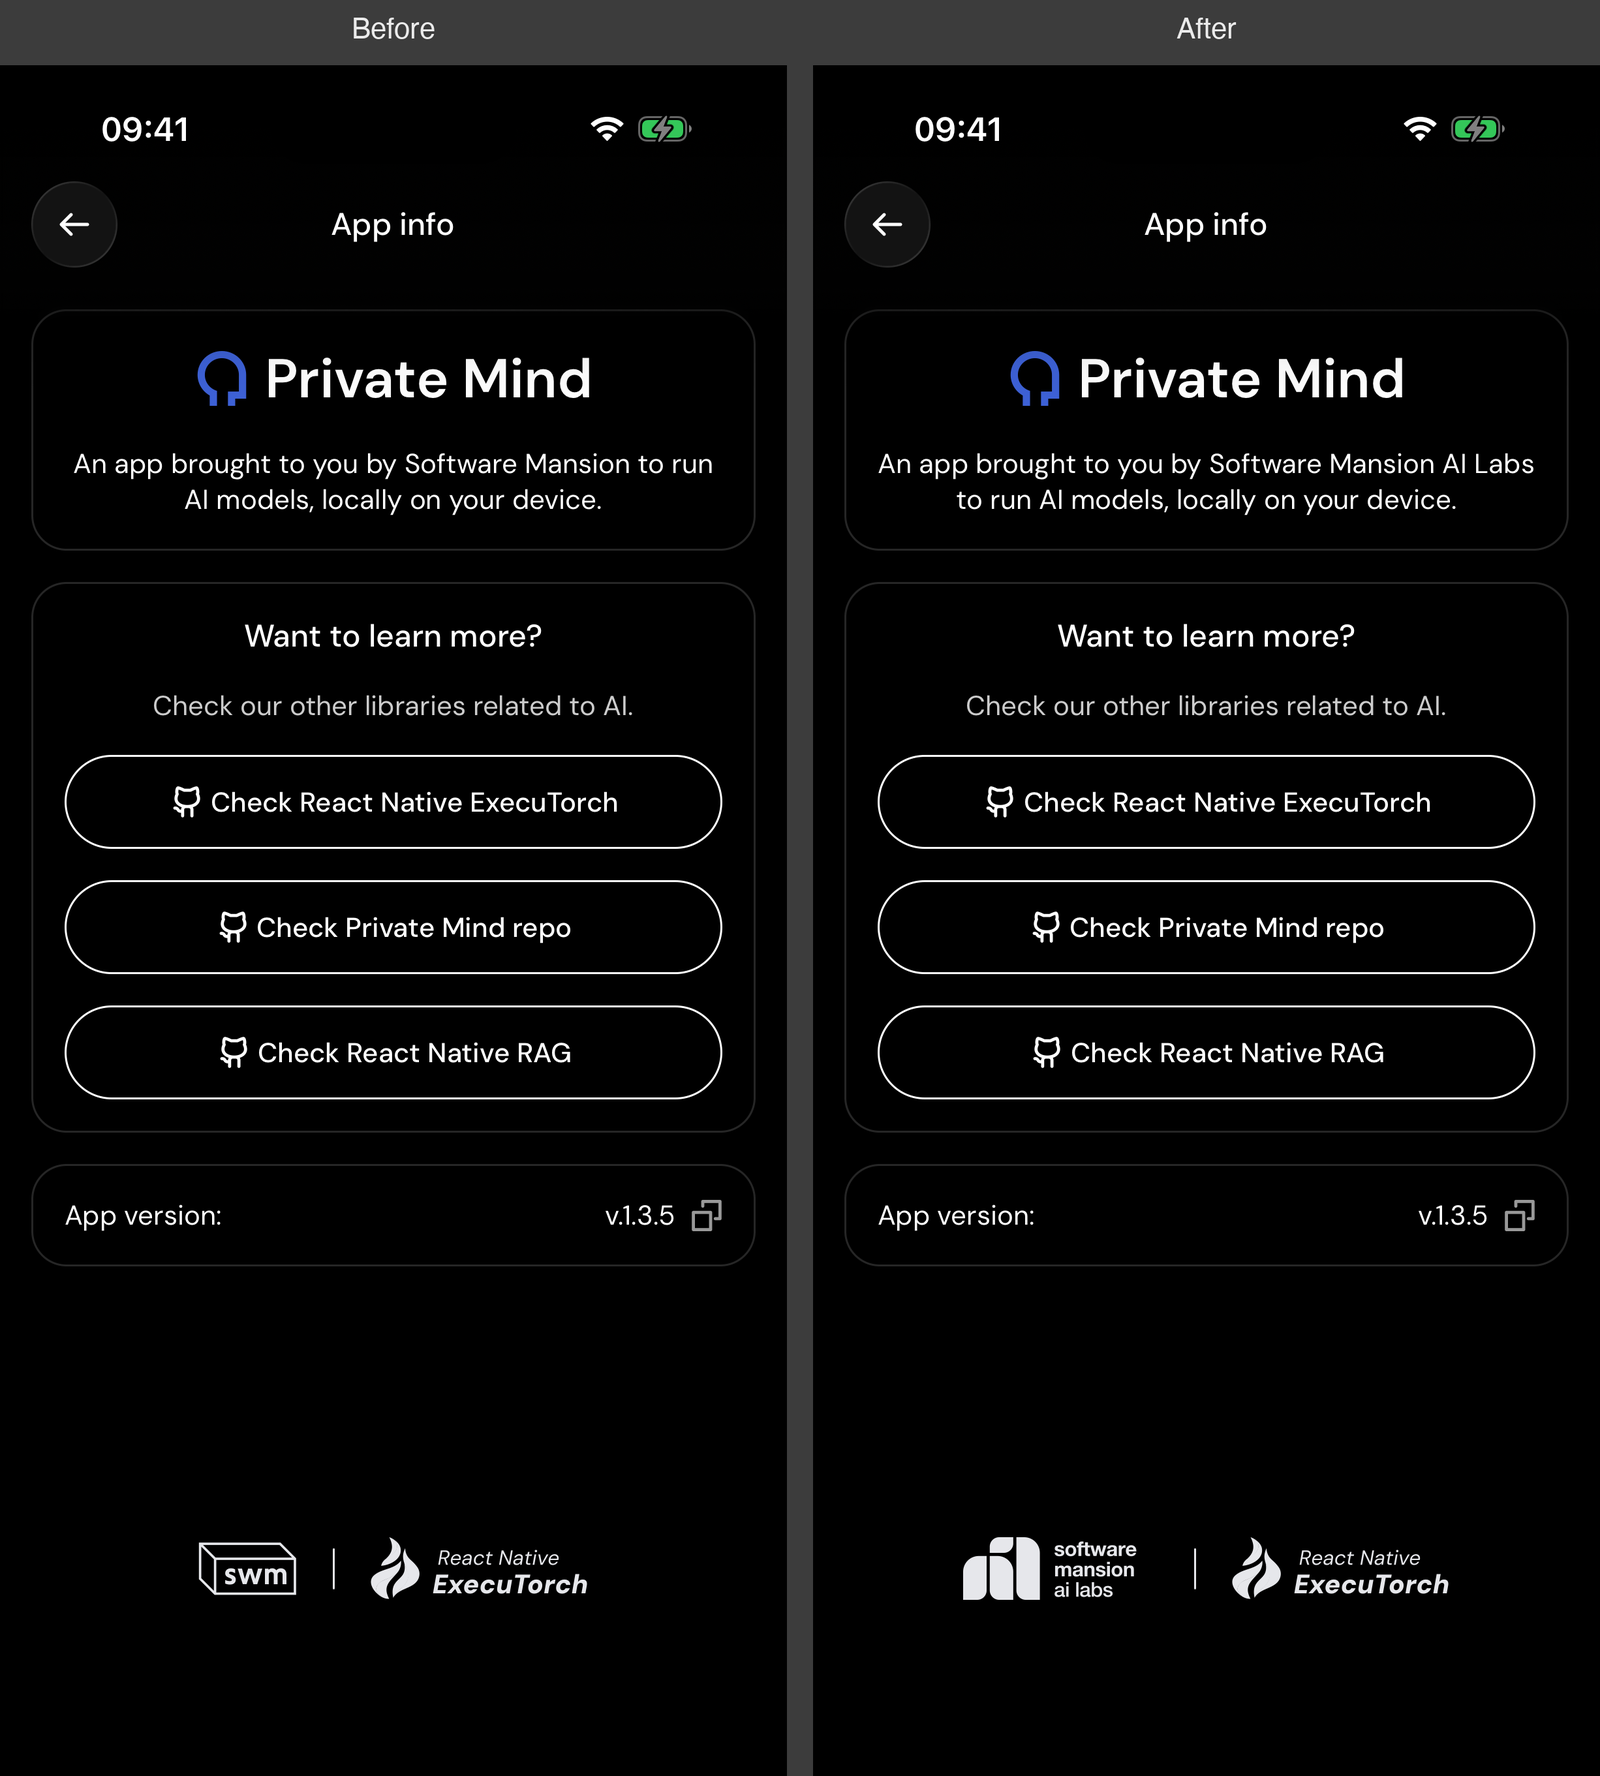 Before
09:41
App info
Private Mind
An app brought to you by Software Mansion to run
AI models, locally on your device.
Want to learn more?
Check our other libraries related to AI.
Check React Native ExecuTorch
Check Private Mind repo
Check React Native RAG
App version: v.1.3.5
swm
React Native
ExecuTorch
After
09:41
App info
Private Mind
An app brought to you by Software Mansion AI Labs
to run AI models, locally on your device.
Want to learn more?
Check our other libraries related to AI.
Check React Native ExecuTorch
Check Private Mind repo
Check React Native RAG
App version: v.1.3.5
software
mansion
ai labs
React Native
ExecuTorch